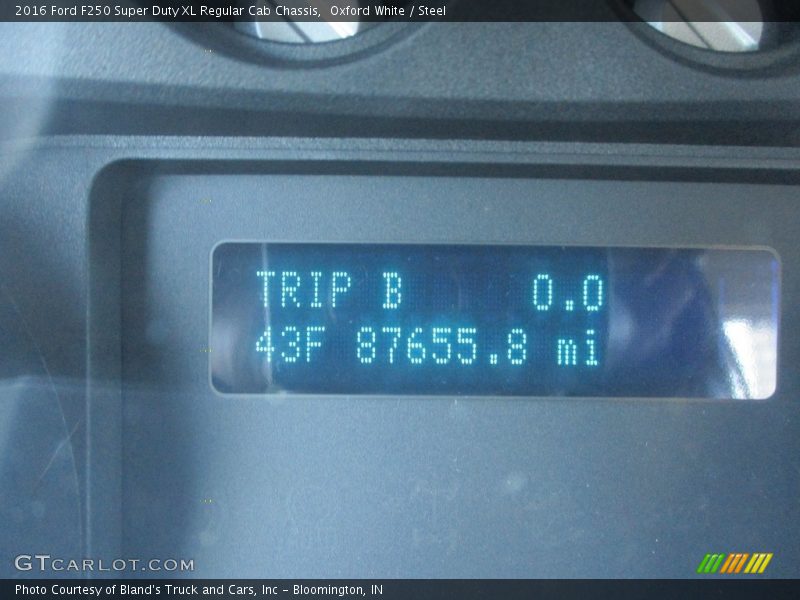 2016 Ford F250 Super Duty XL Regular Cab Chassis,  Oxford White / Steel
TRIP B 0.0
43F 87655.8 mi
GTCARLOT.COM
Photo Courtesy of Bland's Truck and Cars, Inc - Bloomington, IN